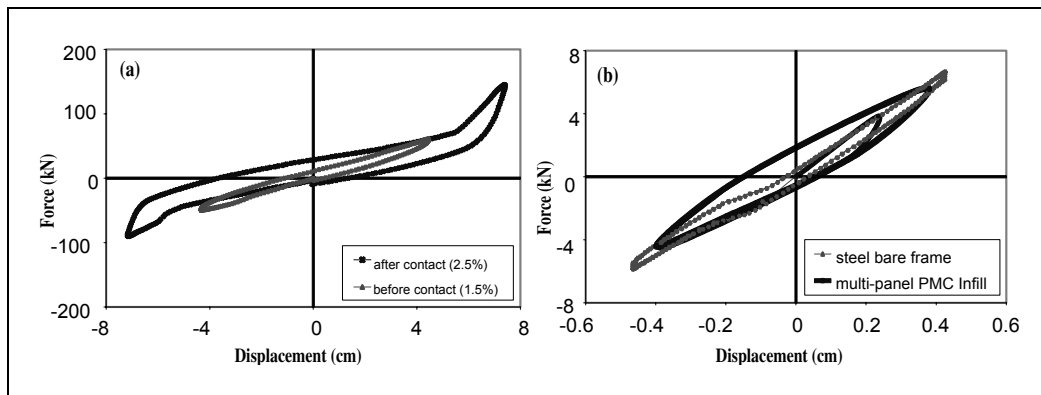 (a)
200
100
0
-100
-200
Force (kN)
-8
-4
0
4
8
Displacement (cm)
after contact (2.5%)
before contact (1.5%)
(b)
8
4
0
-4
-8
Force (kN)
-0.6
-0.4
-0.2
0
0.2
0.4
0.6
Displacement (cm)
steel bare frame
multi-panel PMC Infill